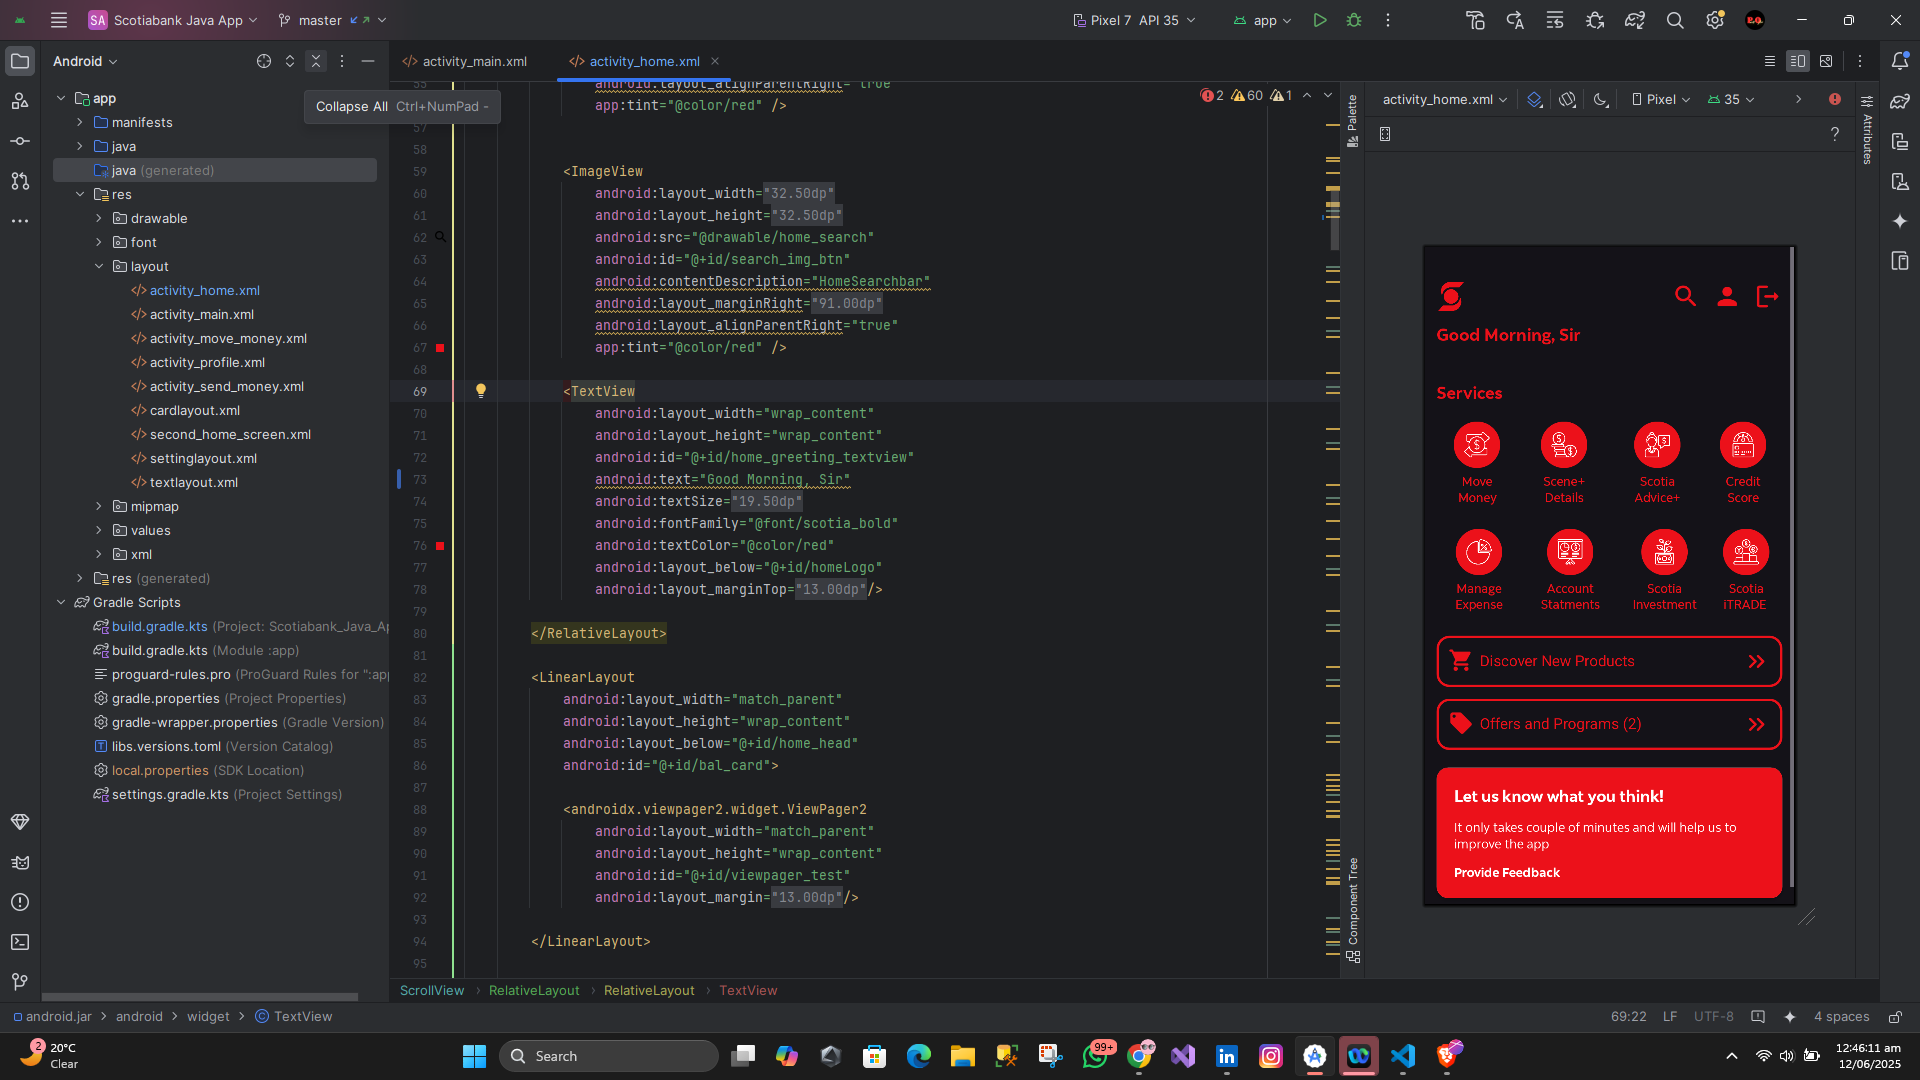 SA Scotiabank Java App
master
Pixel 7 API 35
app
Android
Collapse All Ctrl+NumPad -
app
manifests
java
java (generated)
res
drawable
font
layout
activity_home.xml
activity_main.xml
activity_move_money.xml
activity_profile.xml
activity_send_money.xml
cardlayout.xml
second_home_screen.xml
settinglayout.xml
textlayout.xml
mipmap
values
xml
res (generated)
Gradle Scripts
build.gradle.kts (Project: Scotiabank_Java_Ap
build.gradle.kts (Module :app)
proguard-rules.pro (ProGuard Rules for ":app
gradle.properties (Project Properties)
gradle-wrapper.properties (Gradle Version)
libs.versions.toml (Version Catalog)
local.properties (SDK Location)
settings.gradle.kts (Project Settings)
activity_main.xml
activity_home.xml
2 60 1
55 android:layout_alignParentRight="true"
app:tint="@color/red" />
57
58
59 <ImageView
60 android:layout_width="32.50dp"
61 android:layout_height="32.50dp"
62 android:src="@drawable/home_search"
63 android:id="@+id/search_img_btn"
64 android:contentDescription="HomeSearchbar"
65 android:layout_marginRight="91.00dp"
66 android:layout_alignParentRight="true"
67 app:tint="@color/red" />
68
69 <TextView
70 android:layout_width="wrap_content"
71 android:layout_height="wrap_content"
72 android:id="@+id/home_greeting_textview"
73 android:text="Good Morning, Sir"
74 android:textSize="19.50dp"
75 android:fontFamily="@font/scotia_bold"
76 android:textColor="@color/red"
77 android:layout_below="@+id/homeLogo"
78 android:layout_marginTop="13.00dp"/>
79
80 </RelativeLayout>
81
82 <LinearLayout
83 android:layout_width="match_parent"
84 android:layout_height="wrap_content"
85 android:layout_below="@+id/home_head"
86 android:id="@+id/bal_card">
87
88 <androidx.viewpager2.widget.ViewPager2
89 android:layout_width="match_parent"
90 android:layout_height="wrap_content"
91 android:id="@+id/viewpager_test"
92 android:layout_margin="13.00dp"/>
93
94 </LinearLayout>
95
Palette
Component Tree
Attributes
activity_home.xml
Pixel
35
?
Good Morning, Sir
Services
Move Scene+ Scotia Credit
Money Details Advice+ Score
Manage Account Scotia Scotia
Expense Statments Investment iTRADE
Discover New Products
Offers and Programs (2)
Let us know what you think!
It only takes couple of minutes and will help us to
improve the app
Provide Feedback
ScrollView RelativeLayout RelativeLayout TextView
android.jar android widget TextView
69:22 LF UTF-8 4 spaces
2 20°C
Clear
Search
99+
12:46:11 am
12/06/2025